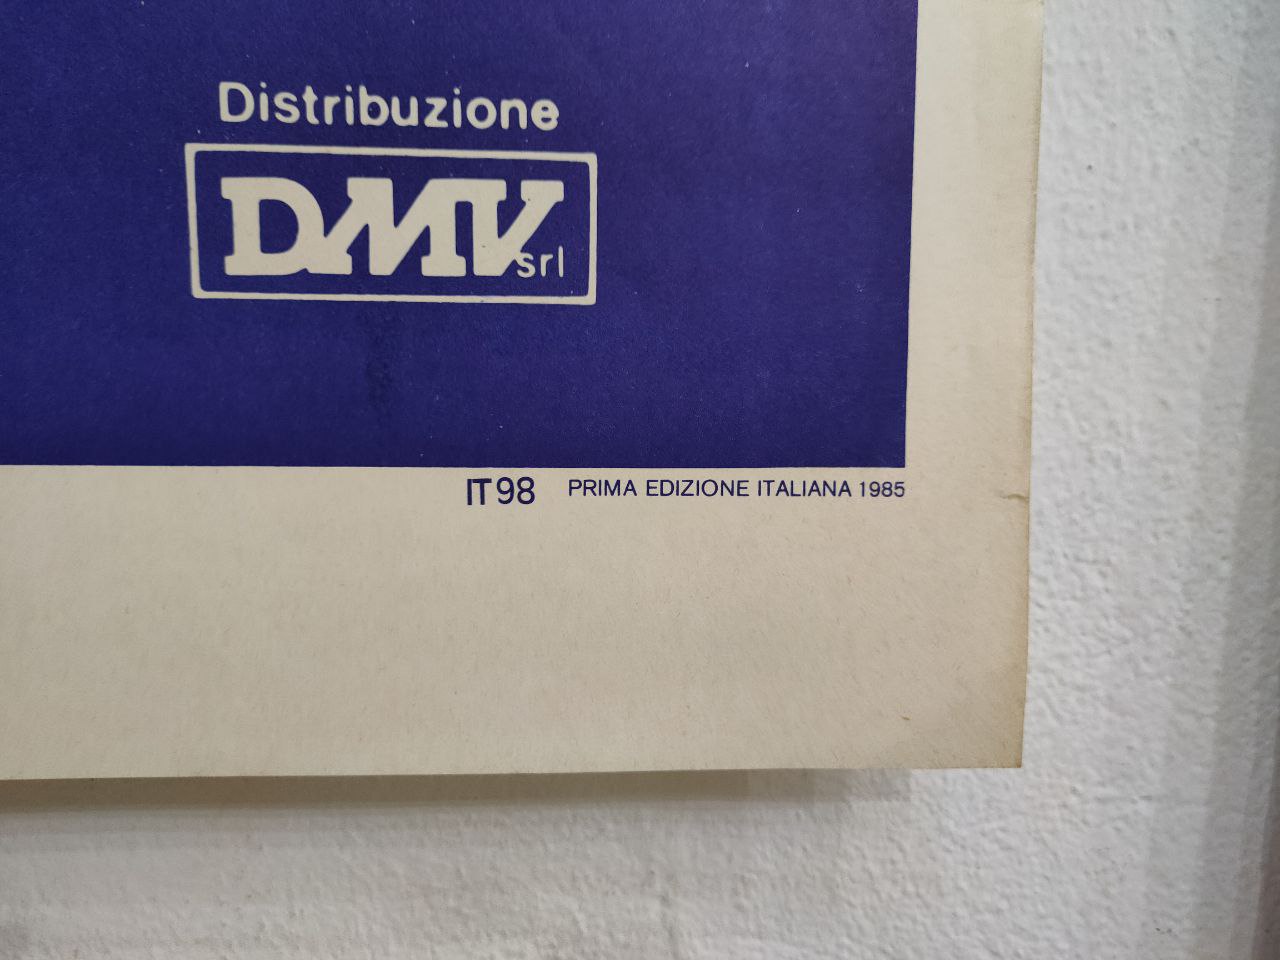 Distribuzione
DMV srl
IT98 PRIMA EDIZIONE ITALIANA 1985